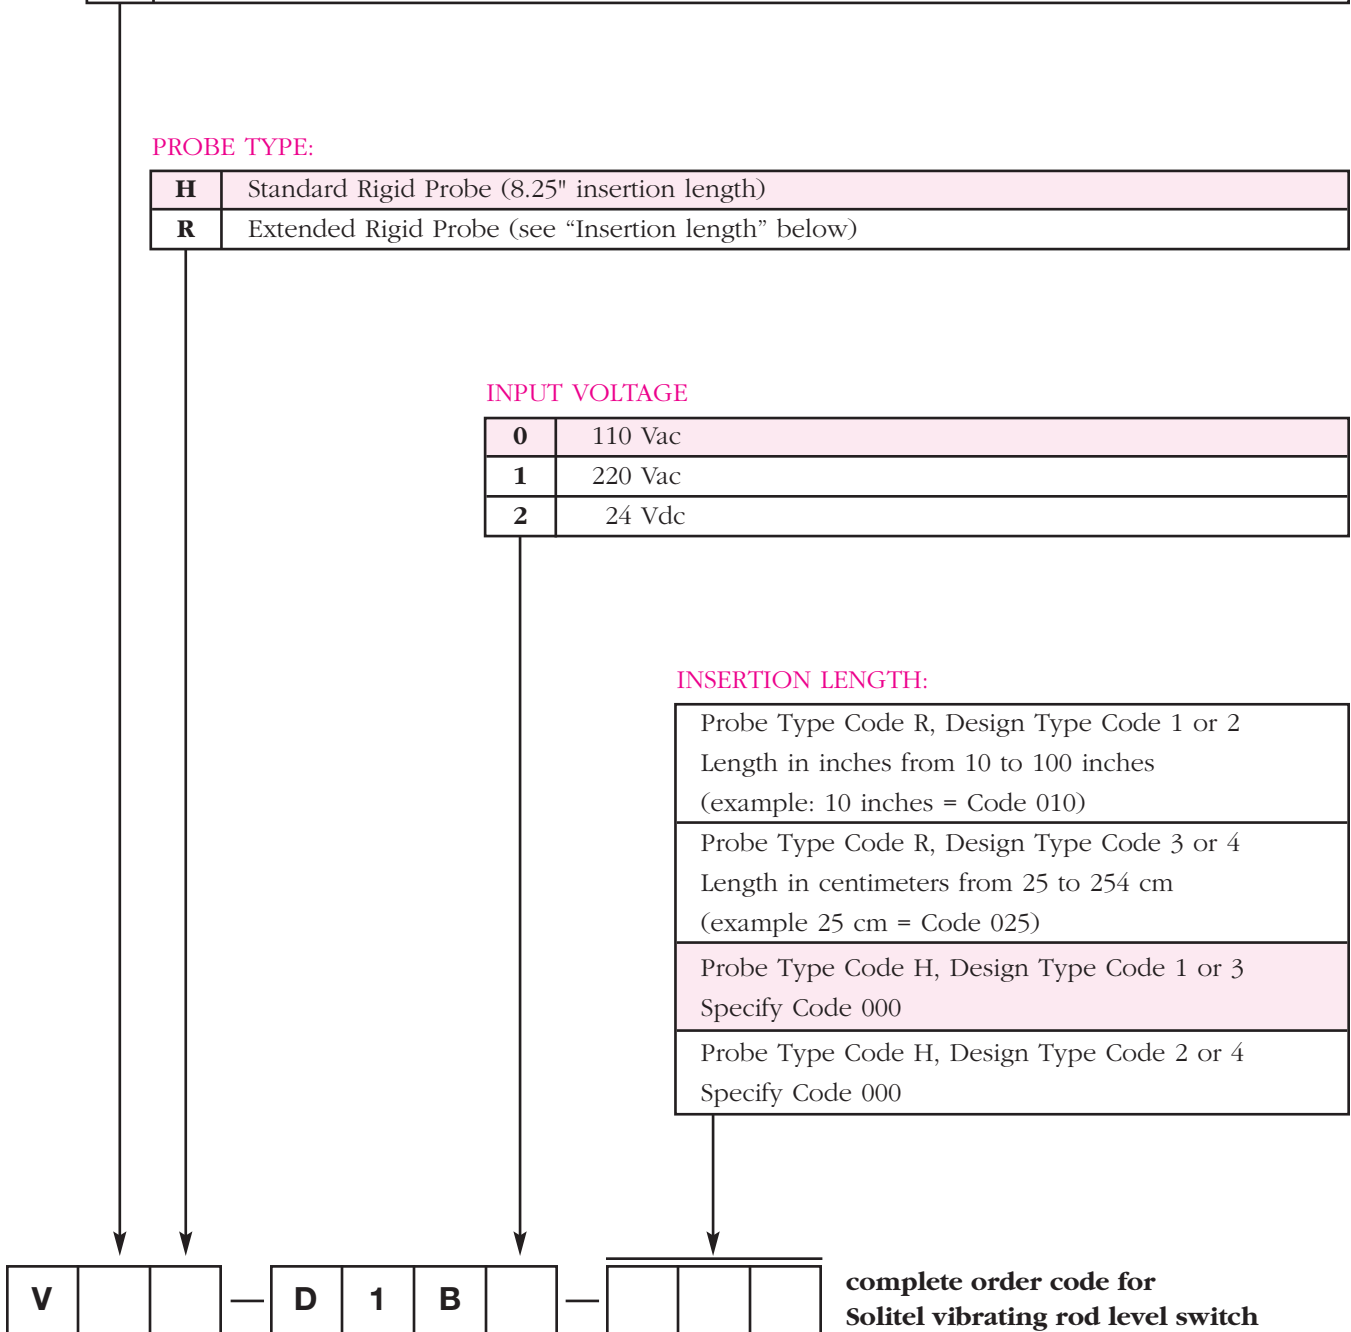 PROBE TYPE:
H Standard Rigid Probe (8.25" insertion length)
R Extended Rigid Probe (see “Insertion length” below)
INPUT VOLTAGE
0 110 Vac
1 220 Vac
2 24 Vdc
INSERTION LENGTH:
Probe Type Code R, Design Type Code 1 or 2
Length in inches from 10 to 100 inches
(example: 10 inches = Code 010)
Probe Type Code R, Design Type Code 3 or 4
Length in centimeters from 25 to 254 cm
(example 25 cm = Code 025)
Probe Type Code H, Design Type Code 1 or 3
Specify Code 000
Probe Type Code H, Design Type Code 2 or 4
Specify Code 000
V — D 1 B —
complete order code for
Solitel vibrating rod level switch